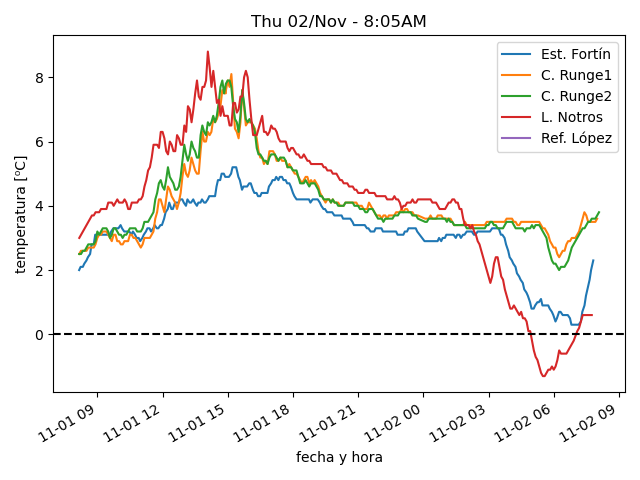 Thu 02/Nov - 8:05AM
temperatura [ºC]
8
6
4
2
0
Est. Fortín
C. Runge1
C. Runge2
L. Notros
Ref. López
11-01 09
11-01 12
11-01 15
11-01 18
11-01 21
11-02 00
11-02 03
11-02 06
11-02 09
fecha y hora